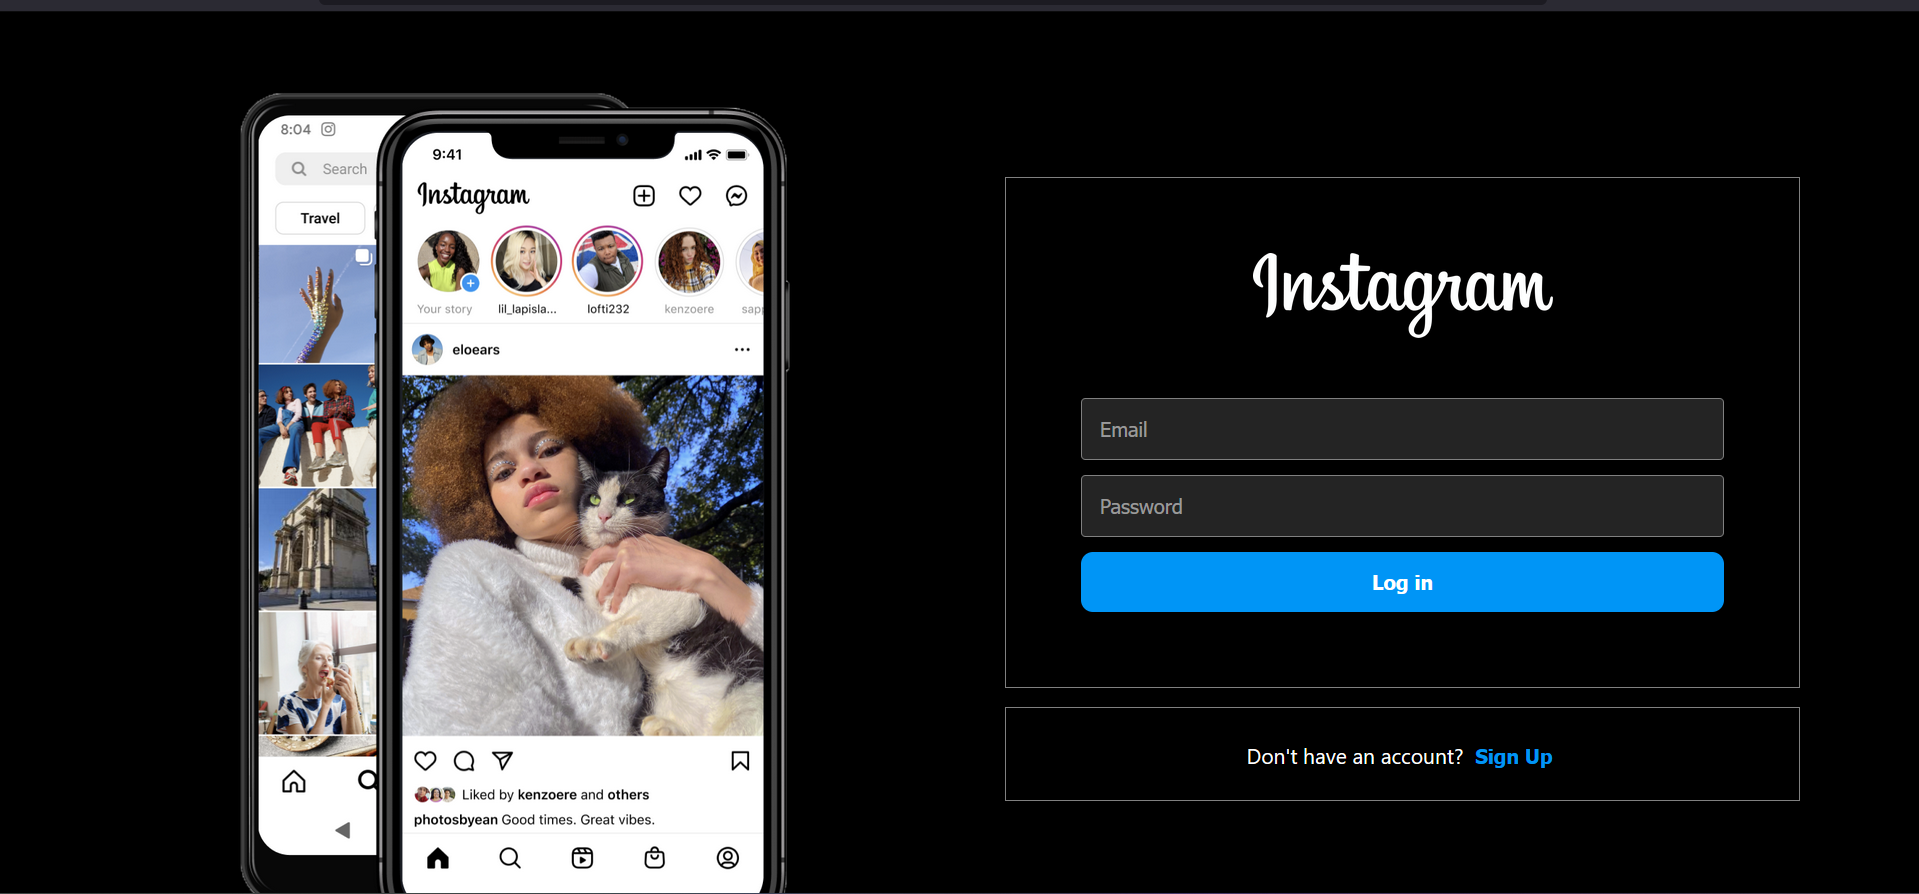 8:04
Search
Travel
9:41
Instagram
Your story
lil_lapisla...
lofti232
kenzoere
sapp
eloears
Liked by kenzoere and others
photosbyean Good times. Great vibes.
Instagram
Email
Password
Log in
Don't have an account? Sign Up